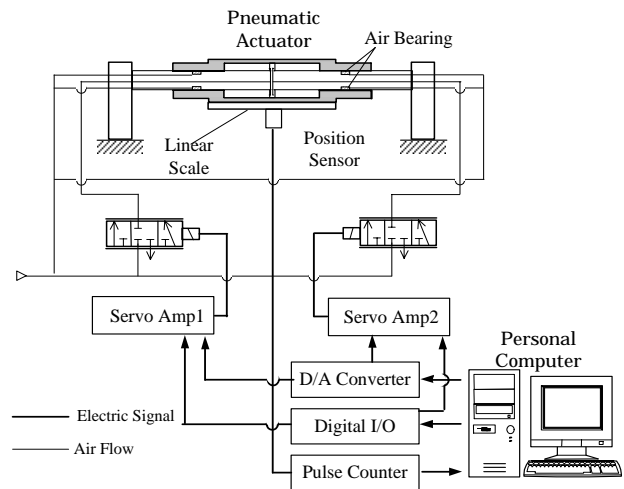 Pneumatic
Actuator
Air Bearing
Linear
Scale
Position
Sensor
Servo Amp1
Servo Amp2
Personal
Computer
D/A Converter
Electric Signal
Digital I/O
Air Flow
Pulse Counter